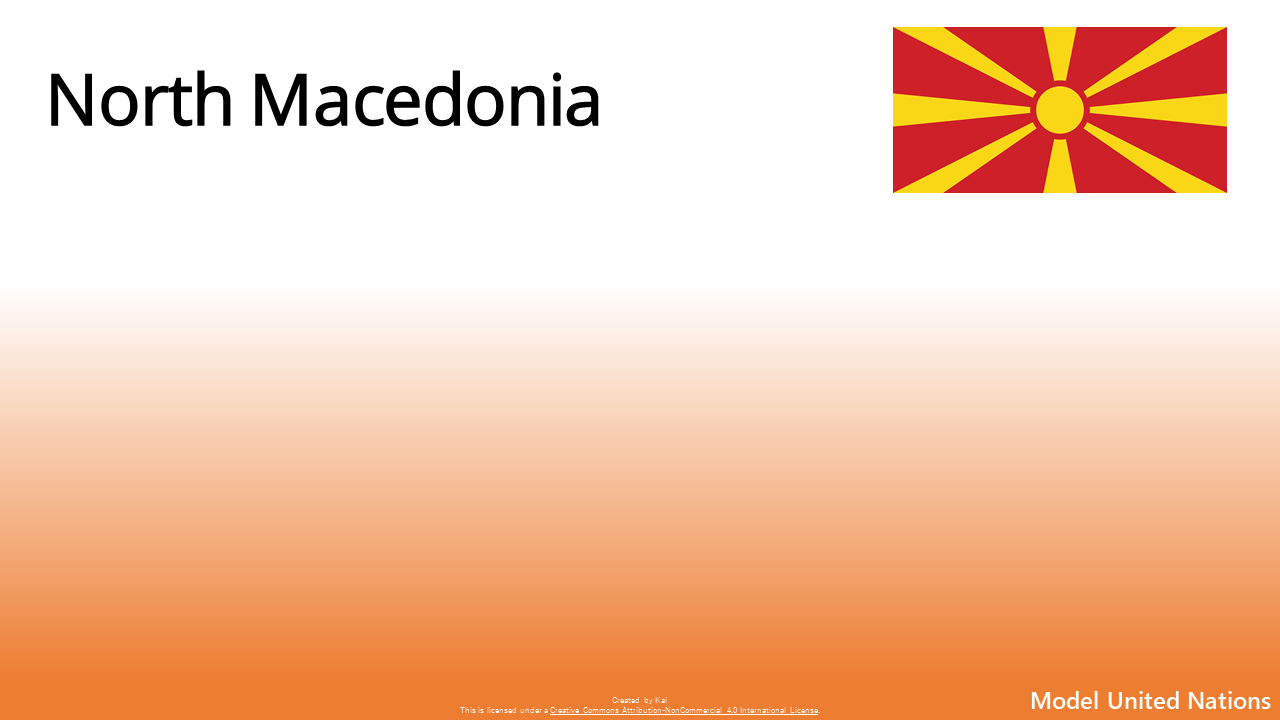 North Macedonia
Created by Kal
This is licensed under a Creative Commons Attribution-NonCommercial 4.0 International License.
Model United Nations